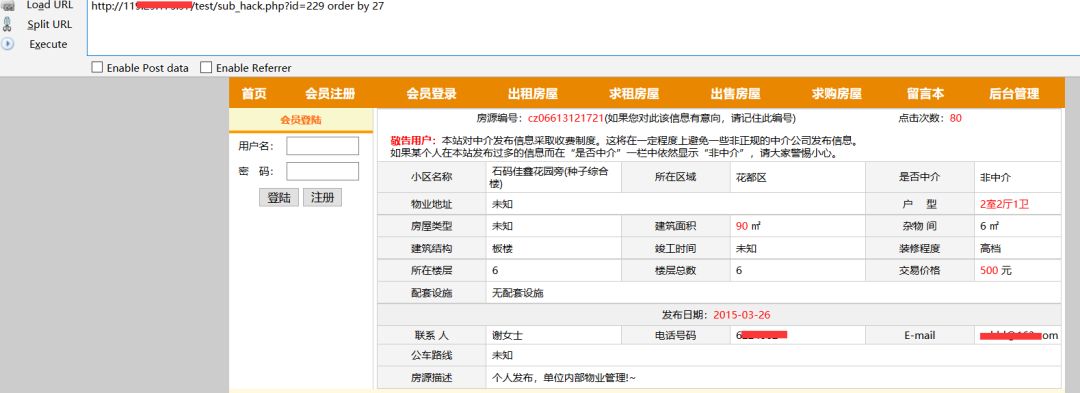 Load URL
http://11 /test/sub_hack.php?id=229 order by 27
Split URL
Execute
Enable Post data Enable Referrer
首页 会员注册 会员登录 出租房屋 求租房屋 出售房屋 求购房屋 留言本 后台管理
会员登陆
用户名：
密 码：
登陆 注册
房源编号：cz06613121721(如果您对此该信息有意向，请记住此编号) 点击次数：80
敬告用户：本站对中介发布信息采取收费制度。这将在一定程度上避免一些非正规的中介公司发布信息。
如果某个人在本站发布过多的信息而在“是否中介”一栏中依然显示“非中介”，请大家警惕小心。
小区名称 石码佳鑫花园旁(种子综合楼) 所在区域 花都区 是否中介 非中介
物业地址 未知 户 型 2室2厅1卫
房屋类型 未知 建筑面积 90 ㎡ 杂物 间 6 ㎡
建筑结构 板楼 竣工时间 未知 装修程度 高档
所在楼层 6 楼层总数 6 交易价格 500 元
配套设施 无配套设施
发布日期：2015-03-26
联系 人 谢女士 电话号码 6 E-mail om
公车路线 未知
房源描述 个人发布，单位内部物业管理!~